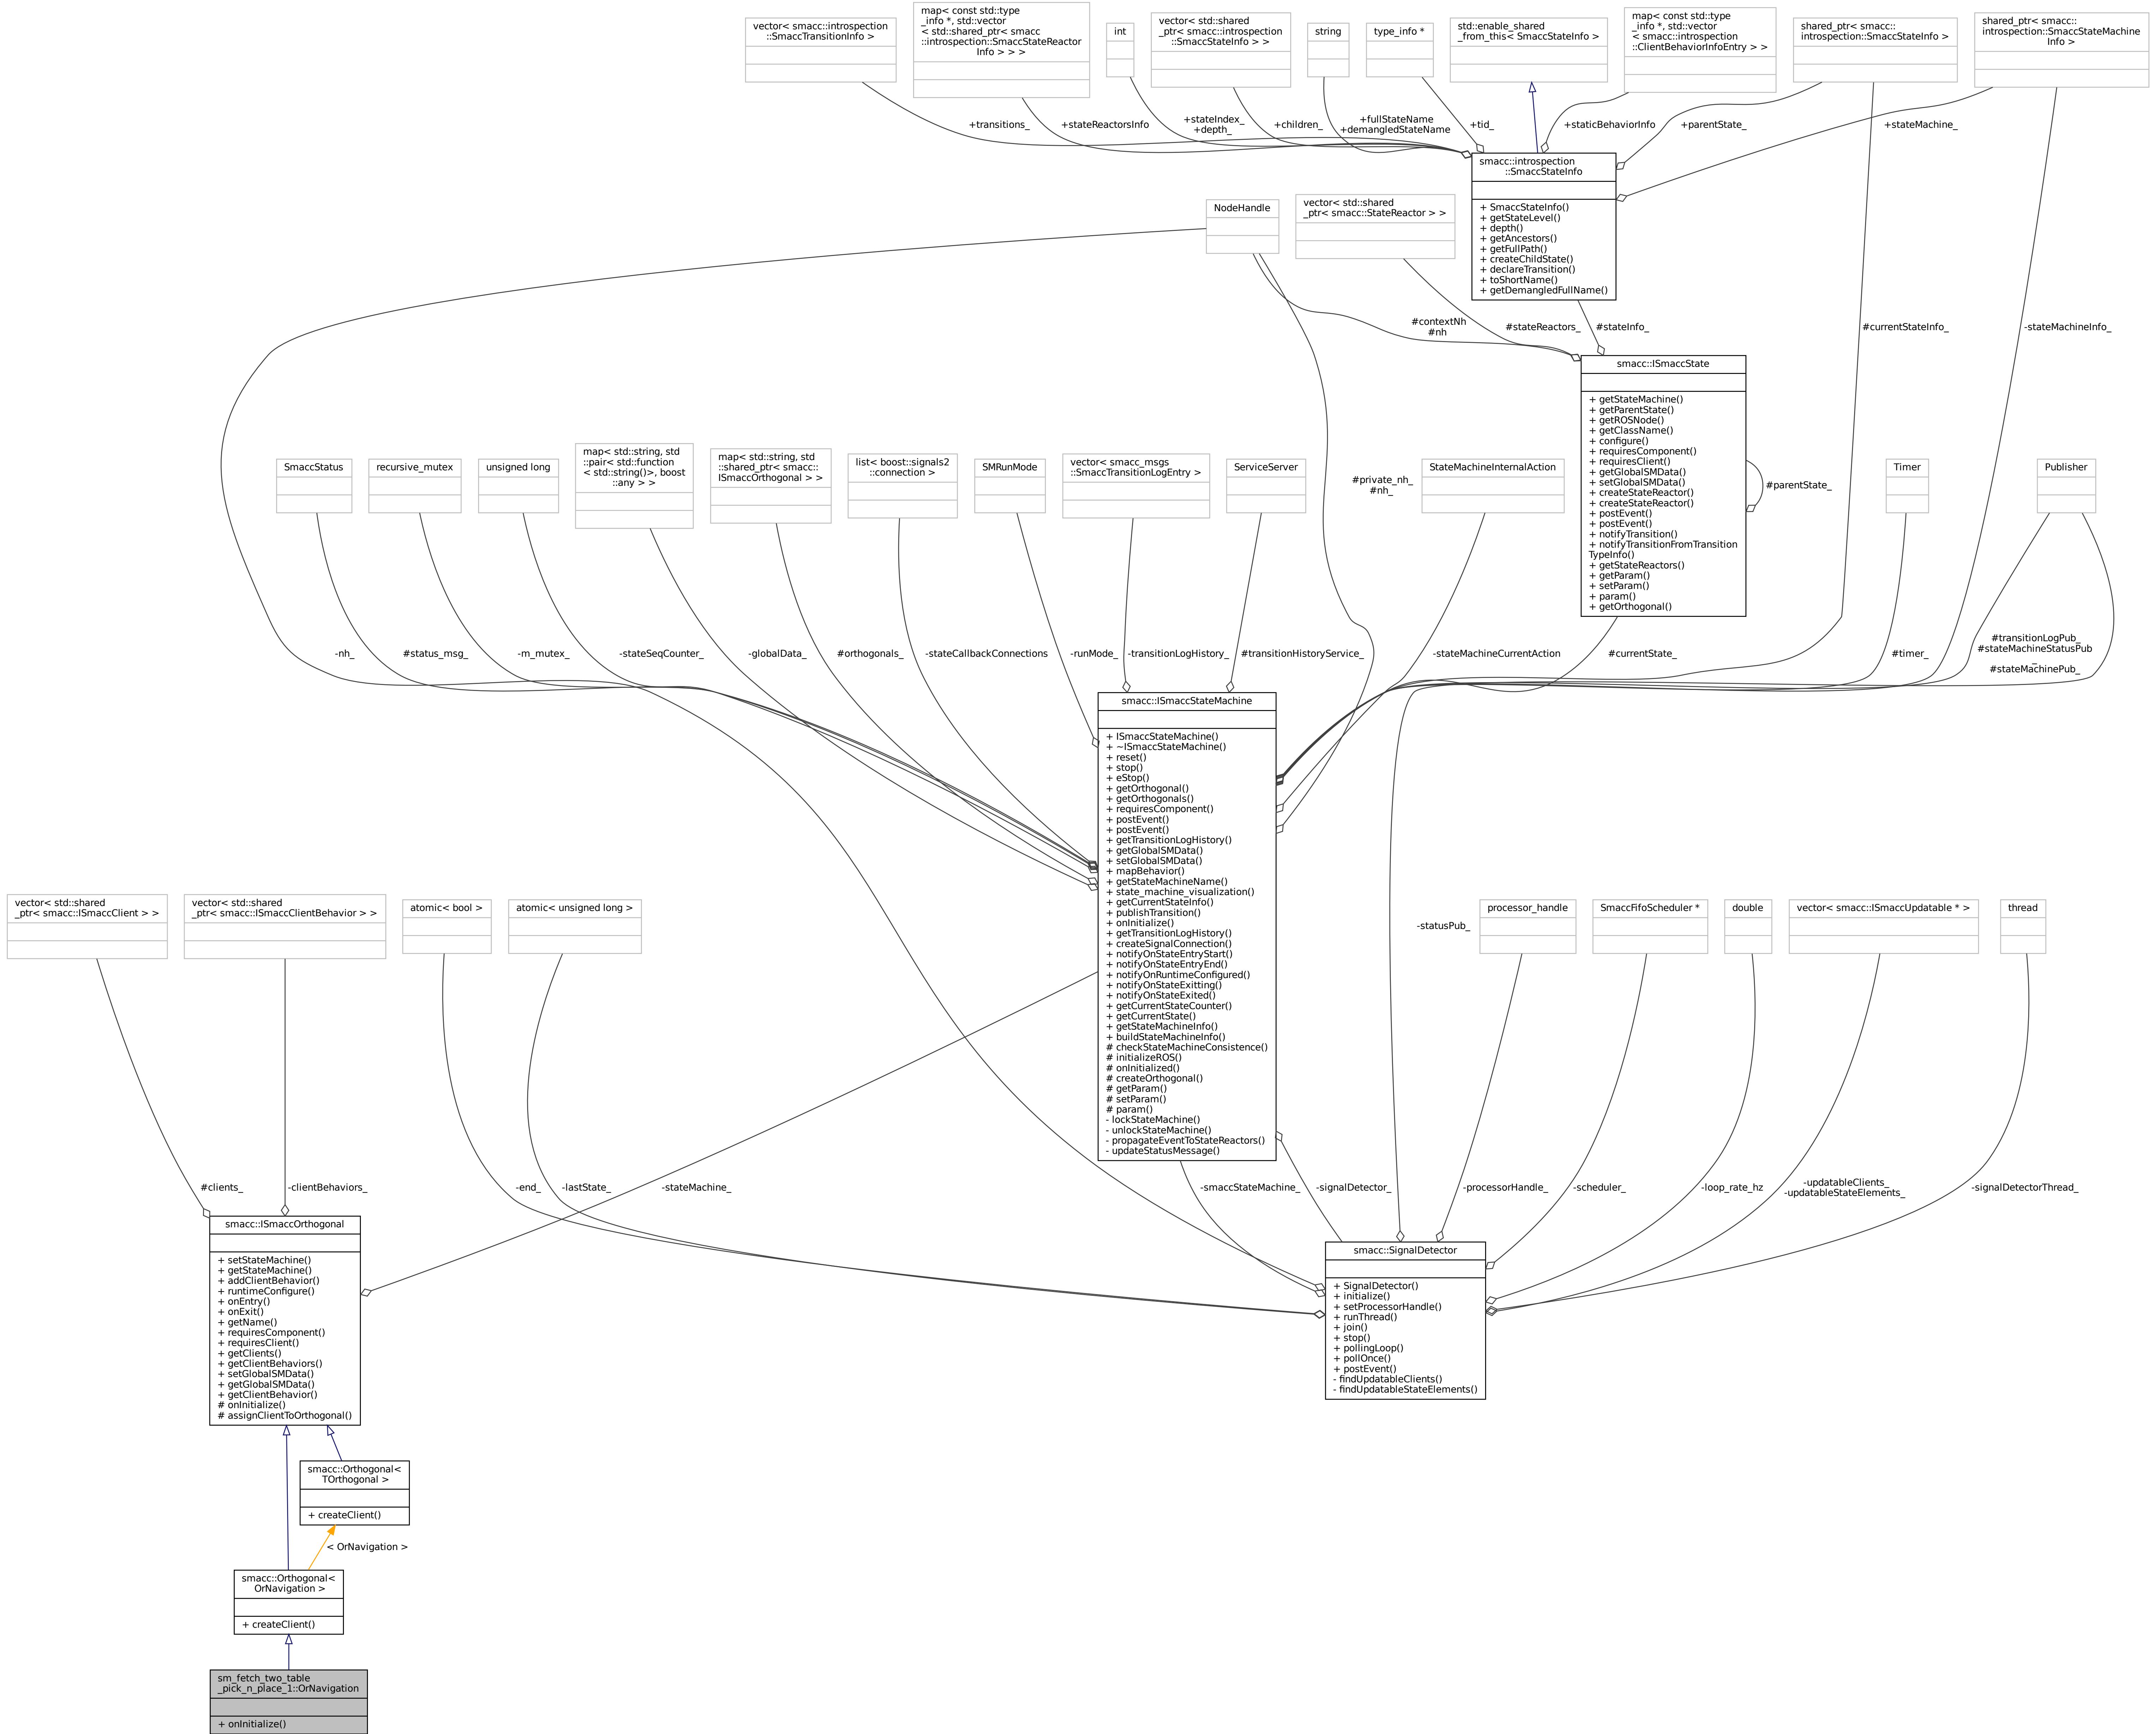 vector< smacc::introspection
::SmaccTransitionInfo >
map< const std::type
_info *, std::vector
< std::shared_ptr< smacc
::introspection::SmaccStateReactor
Info > > >
int
vector< std::shared
_ptr< smacc::introspection
::SmaccStateInfo > >
string
type_info *
std::enable_shared
_from_this< SmaccStateInfo >
map< const std::type
_info *, std::vector
< smacc::introspection
::ClientBehaviorInfoEntry > >
shared_ptr< smacc::
introspection::SmaccStateInfo >
shared_ptr< smacc::
introspection::SmaccStateMachine
Info >
+transitions_
+stateReactorsInfo
+stateIndex_
+depth_
+children_
+fullStateName
+demangledStateName
+tid_
+staticBehaviorInfo
+parentState_
+stateMachine_
smacc::introspection
::SmaccStateInfo
+ SmaccStateInfo()
+ getStateLevel()
+ depth()
+ getAncestors()
+ getFullPath()
+ createChildState()
+ declareTransition()
+ toShortName()
+ getDemangledFullName()
NodeHandle
vector< std::shared
_ptr< smacc::StateReactor > >
#contextNh
#nh
#stateReactors_
#stateInfo_
#currentStateInfo_
-stateMachineInfo_
smacc::ISmaccState
+ getStateMachine()
+ getParentState()
+ getROSNode()
+ getClassName()
+ configure()
+ requiresComponent()
+ requiresClient()
+ getGlobalSMData()
+ setGlobalSMData()
+ createStateReactor()
+ createStateReactor()
+ postEvent()
+ postEvent()
+ notifyTransition()
+ notifyTransitionFromTransition
TypeInfo()
+ getStateReactors()
+ getParam()
+ setParam()
+ param()
+ getOrthogonal()
#parentState_
SmaccStatus
recursive_mutex
unsigned long
map< std::string, std
::pair< std::function
< std::string()>, boost
::any > >
map< std::string, std
::shared_ptr< smacc::
ISmaccOrthogonal > >
list< boost::signals2
::connection >
SMRunMode
vector< smacc_msgs
::SmaccTransitionLogEntry >
ServiceServer
#private_nh_
#nh_
StateMachineInternalAction
Timer
Publisher
-nh_
#status_msg_
-m_mutex_
-stateSeqCounter_
-globalData_
#orthogonals_
-stateCallbackConnections
-runMode_
-transitionLogHistory_
#transitionHistoryService_
-stateMachineCurrentAction
#currentState_
#timer_
#transitionLogPub_
#stateMachineStatusPub
_
#stateMachinePub_
smacc::ISmaccStateMachine
+ ISmaccStateMachine()
+ ~ISmaccStateMachine()
+ reset()
+ stop()
+ eStop()
+ getOrthogonal()
+ getOrthogonals()
+ requiresComponent()
+ postEvent()
+ postEvent()
+ getTransitionLogHistory()
+ getGlobalSMData()
+ setGlobalSMData()
+ mapBehavior()
+ getStateMachineName()
+ state_machine_visualization()
+ getCurrentStateInfo()
+ publishTransition()
+ onInitialize()
+ getTransitionLogHistory()
+ createSignalConnection()
+ notifyOnStateEntryStart()
+ notifyOnStateEntryEnd()
+ notifyOnRuntimeConfigured()
+ notifyOnStateExitting()
+ notifyOnStateExited()
+ getCurrentStateCounter()
+ getCurrentState()
+ getStateMachineInfo()
+ buildStateMachineInfo()
# checkStateMachineConsistence()
# initializeROS()
# onInitialized()
# createOrthogonal()
# getParam()
# setParam()
# param()
- lockStateMachine()
- unlockStateMachine()
- propagateEventToStateReactors()
- updateStatusMessage()
vector< std::shared
_ptr< smacc::ISmaccClient > >
vector< std::shared
_ptr< smacc::ISmaccClientBehavior > >
atomic< bool >
atomic< unsigned long >
-statusPub_
processor_handle
SmaccFifoScheduler *
double
vector< smacc::ISmaccUpdatable * >
thread
#clients_
-clientBehaviors_
-end_
-lastState_
-stateMachine_
-smaccStateMachine_
-signalDetector_
-processorHandle_
-scheduler_
-loop_rate_hz
-updatableClients_
-updatableStateElements_
-signalDetectorThread_
smacc::ISmaccOrthogonal
+ setStateMachine()
+ getStateMachine()
+ addClientBehavior()
+ runtimeConfigure()
+ onEntry()
+ onExit()
+ getName()
+ requiresComponent()
+ requiresClient()
+ getClients()
+ getClientBehaviors()
+ setGlobalSMData()
+ getGlobalSMData()
+ getClientBehavior()
# onInitialize()
# assignClientToOrthogonal()
smacc::SignalDetector
+ SignalDetector()
+ initialize()
+ setProcessorHandle()
+ runThread()
+ join()
+ stop()
+ pollingLoop()
+ pollOnce()
+ postEvent()
- findUpdatableClients()
- findUpdatableStateElements()
smacc::Orthogonal<
TOrthogonal >
+ createClient()
< OrNavigation >
smacc::Orthogonal<
OrNavigation >
+ createClient()
sm_fetch_two_table
_pick_n_place_1::OrNavigation
+ onInitialize()